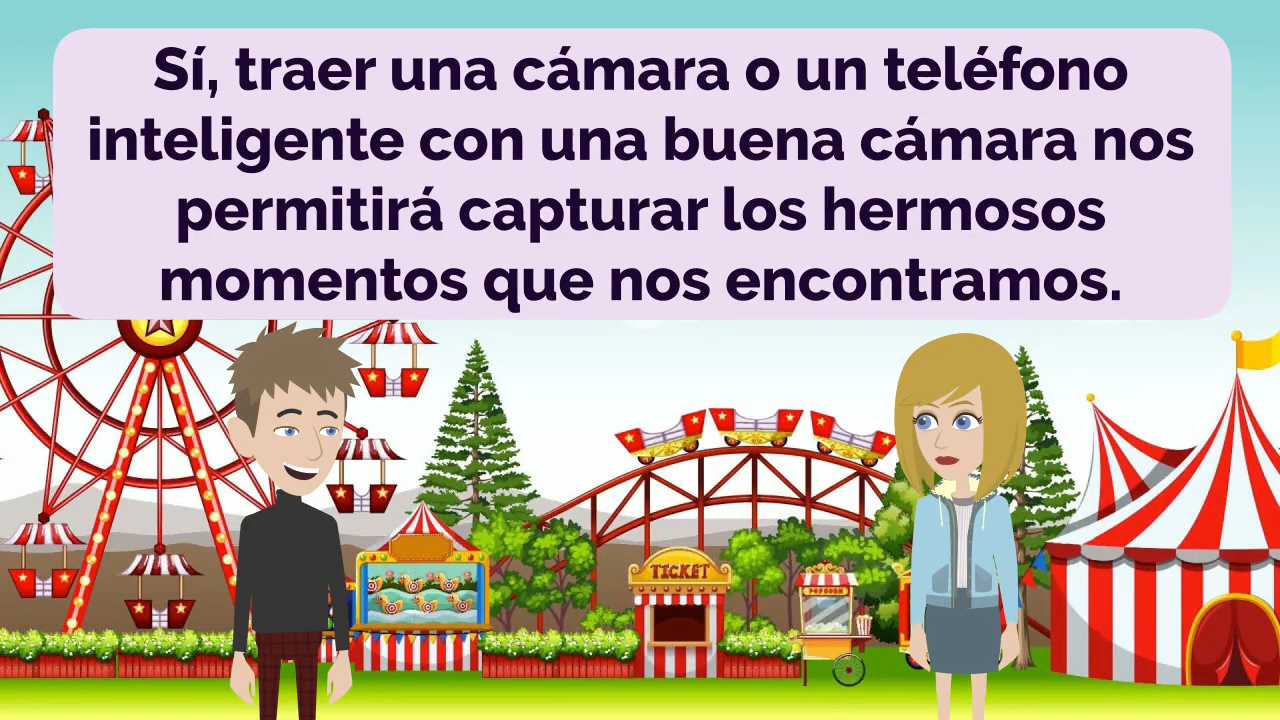 Sí, traer una cámara o un teléfono
inteligente con una buena cámara nos
permitirá capturar los hermosos
momentos que nos encontramos.
TICKET
POPCORN